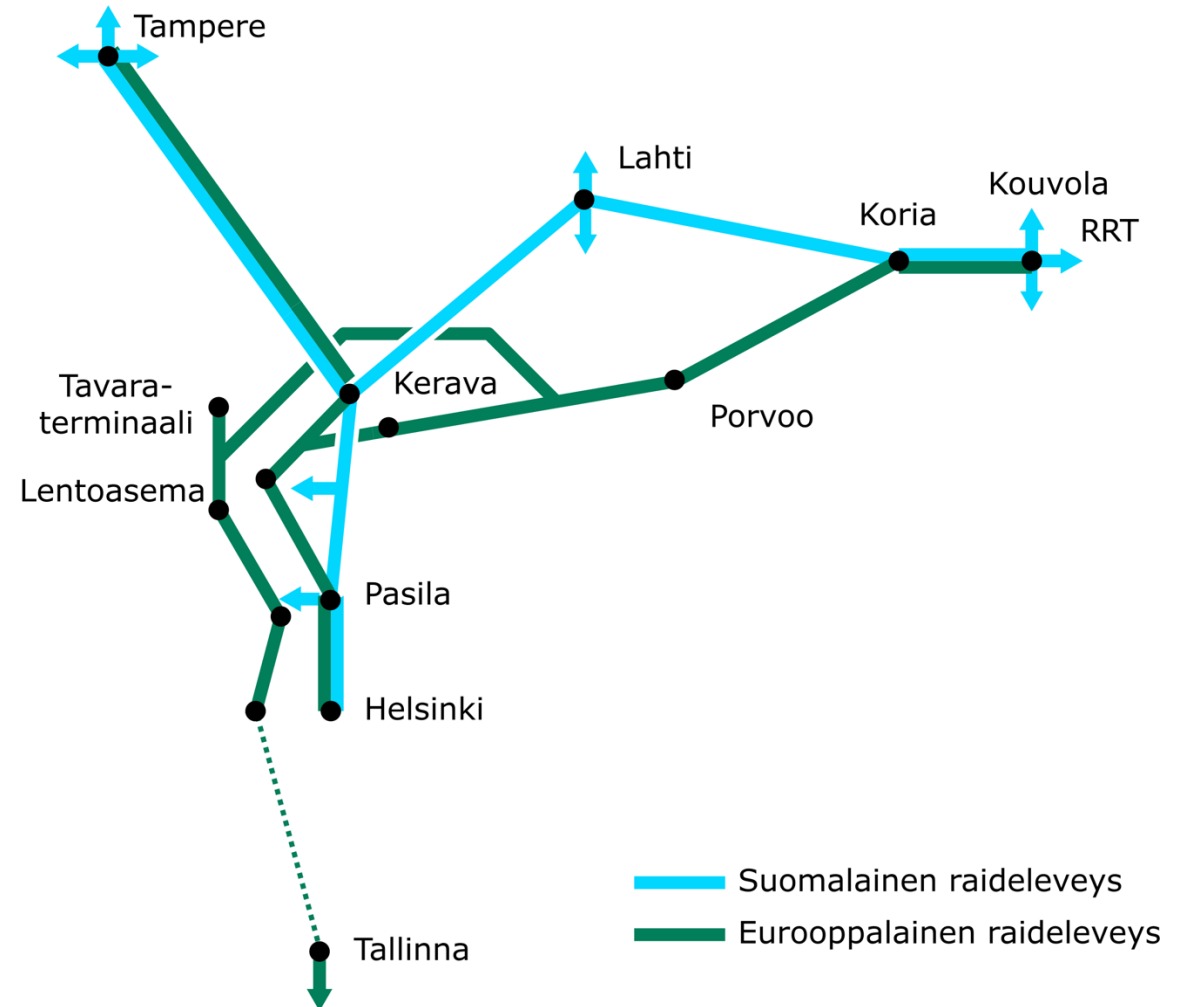 Tampere
Lahti
Kouvola
Koria
RRT
Kerava
Tavara-
terminaali
Porvoo
Lentoasema
Pasila
Helsinki
Suomalainen raideleveys
Eurooppalainen raideleveys
Tallinna